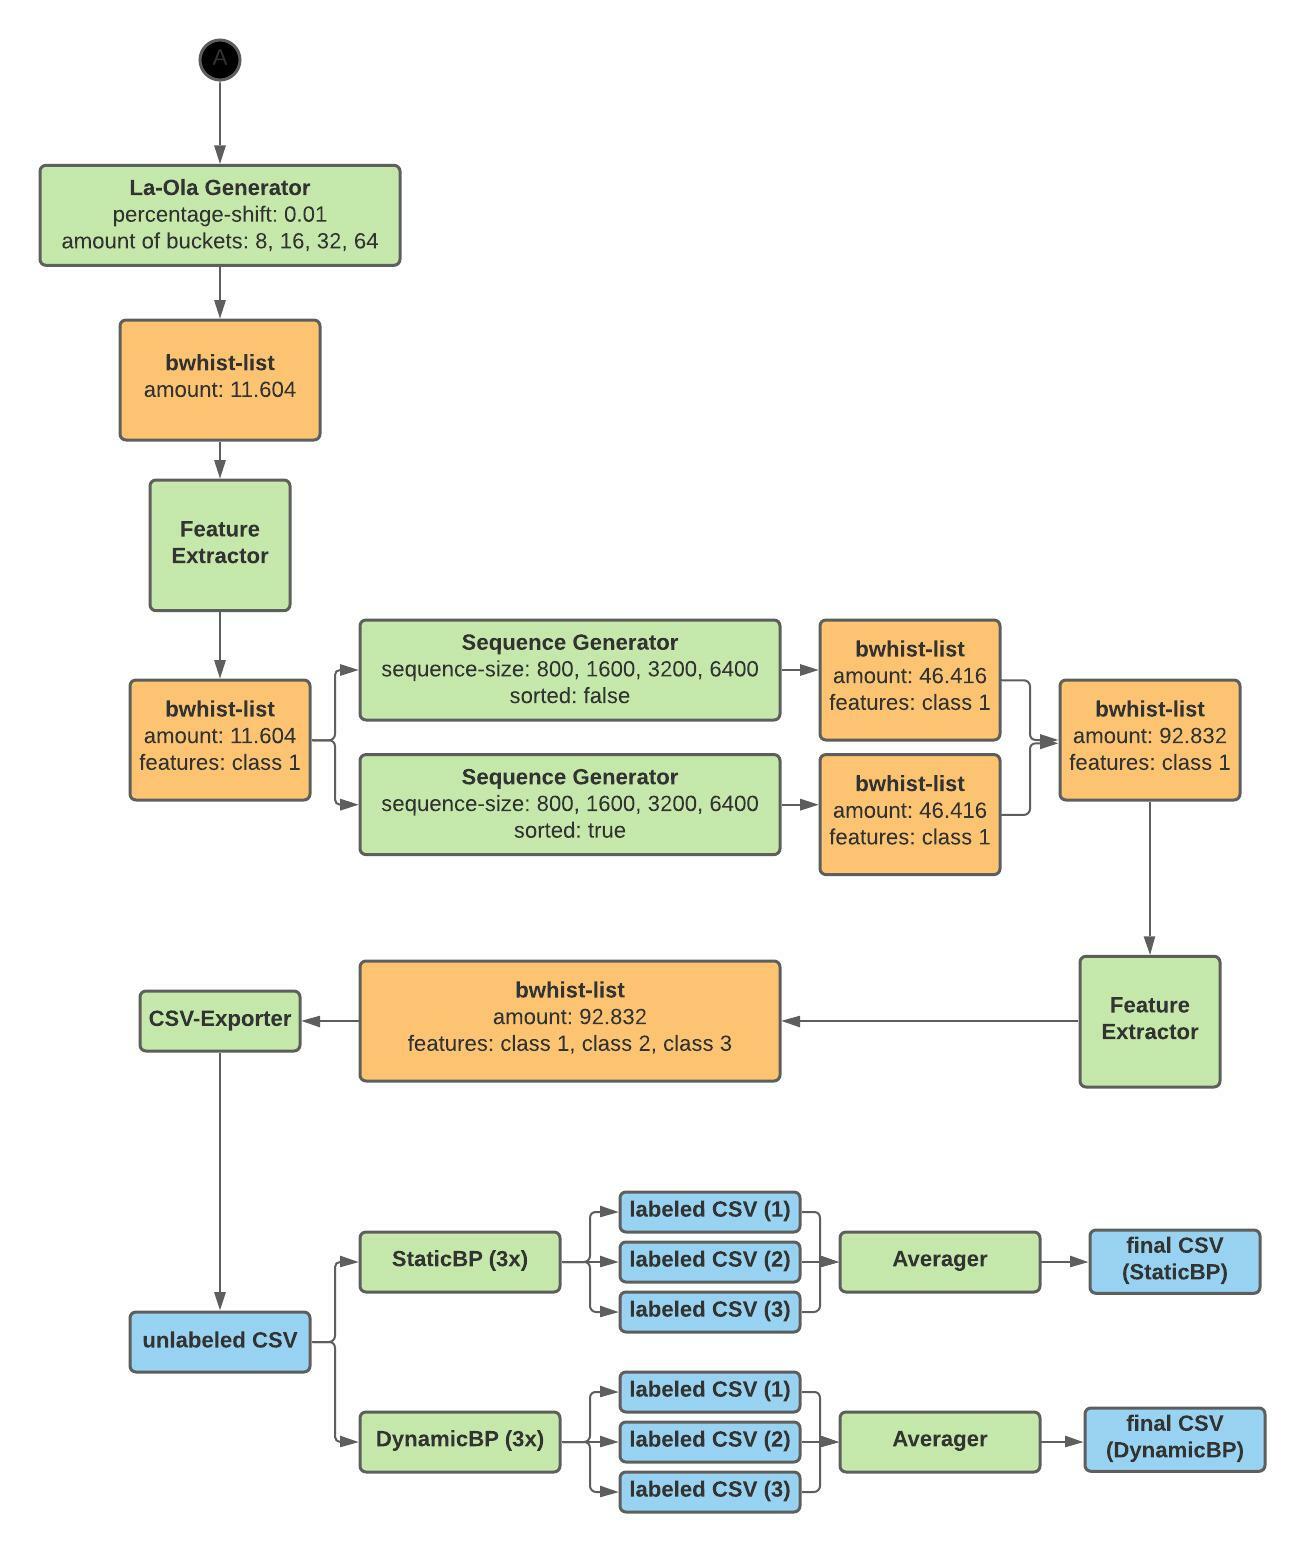 A
La-Ola Generator
percentage-shift: 0.01
amount of buckets: 8, 16, 32, 64
bwhist-list
amount: 11.604
Feature
Extractor
bwhist-list
amount: 11.604
features: class 1
Sequence Generator
sequence-size: 800, 1600, 3200, 6400
sorted: false
Sequence Generator
sequence-size: 800, 1600, 3200, 6400
sorted: true
bwhist-list
amount: 46.416
features: class 1
bwhist-list
amount: 46.416
features: class 1
bwhist-list
amount: 92.832
features: class 1
Feature
Extractor
bwhist-list
amount: 92.832
features: class 1, class 2, class 3
CSV-Exporter
unlabeled CSV
StaticBP (3x)
labeled CSV (1)
labeled CSV (2)
labeled CSV (3)
Averager
final CSV
(StaticBP)
DynamicBP (3x)
labeled CSV (1)
labeled CSV (2)
labeled CSV (3)
Averager
final CSV
(DynamicBP)